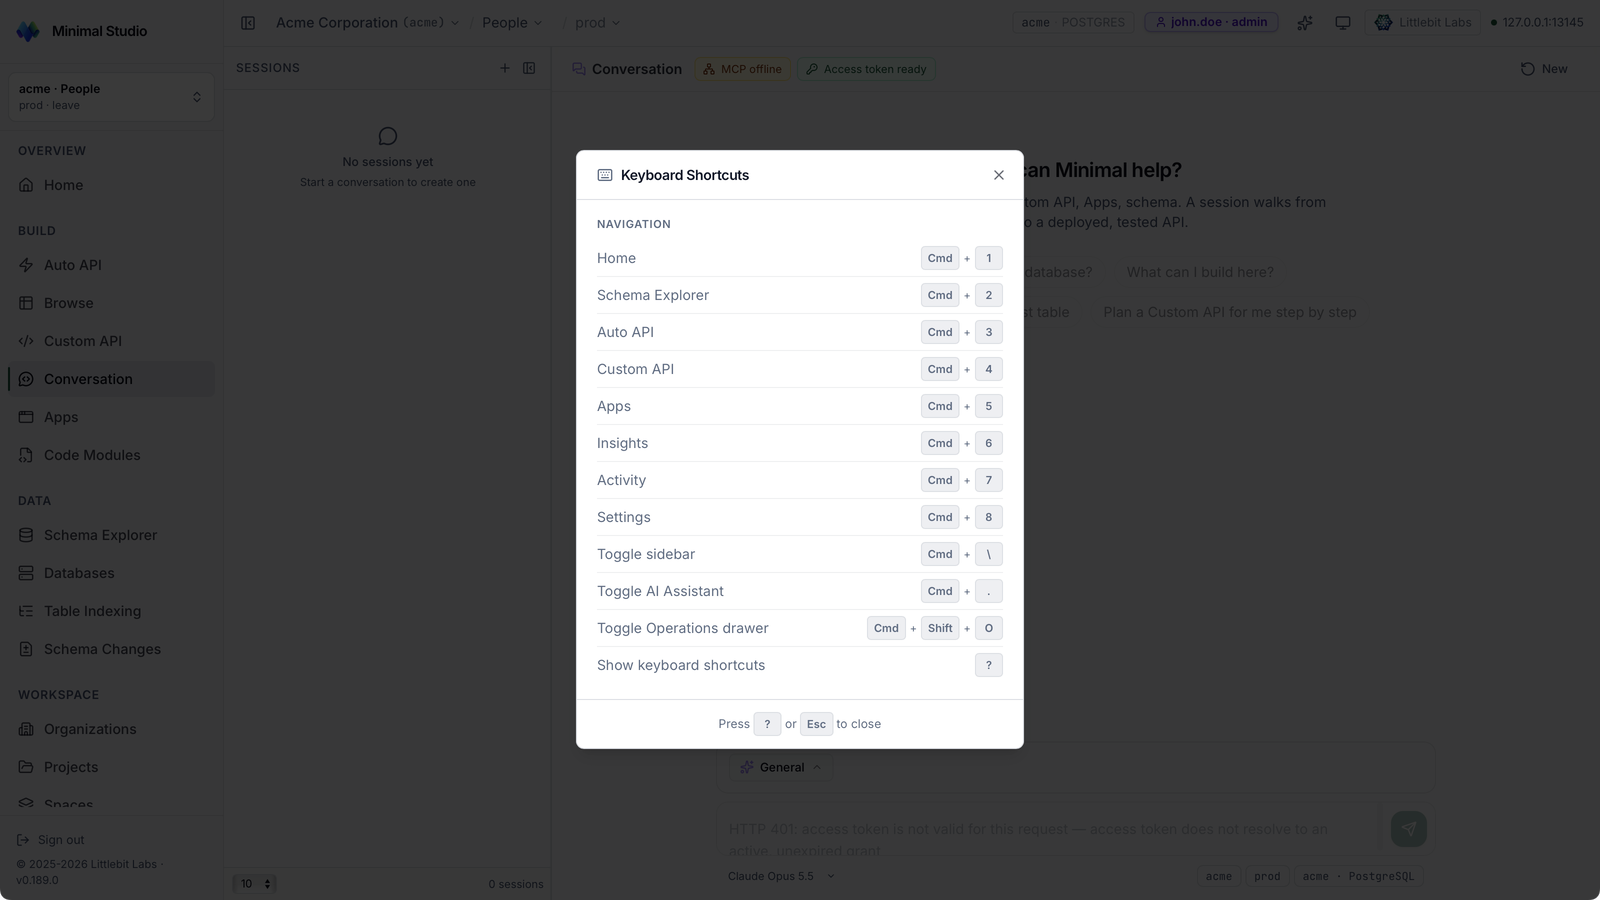 Minimal Studio
acme · People
prod · leave
OVERVIEW
Home
BUILD
Auto API
Browse
Custom API
Conversation
Apps
Code Modules
DATA
Schema Explorer
Databases
Table Indexing
Schema Changes
WORKSPACE
Organizations
Projects
Spaces
Sign out
© 2025-2026 Littlebit Labs ·
v0.189.0
Acme Corporation (acme) / People / prod
acme · POSTGRES
john.doe · admin
Littlebit Labs
127.0.0.1:13145
SESSIONS
No sessions yet
Start a conversation to create one
10
0 sessions
Conversation
MCP offline
Access token ready
New
can Minimal help?
API, Apps, schema. A session walks from
a deployed, tested API.
database?
What can I build here?
table
Plan a Custom API for me step by step
Keyboard Shortcuts
NAVIGATION
Home Cmd + 1
Schema Explorer Cmd + 2
Auto API Cmd + 3
Custom API Cmd + 4
Apps Cmd + 5
Insights Cmd + 6
Activity Cmd + 7
Settings Cmd + 8
Toggle sidebar Cmd + \
Toggle AI Assistant Cmd + .
Toggle Operations drawer Cmd + Shift + O
Show keyboard shortcuts ?
Press ? or Esc to close
General
HTTP 401: access token is not valid for this request — access token does not resolve to an
active, unexpired grant
Claude Opus 5.5
acme
prod
acme · PostgreSQL